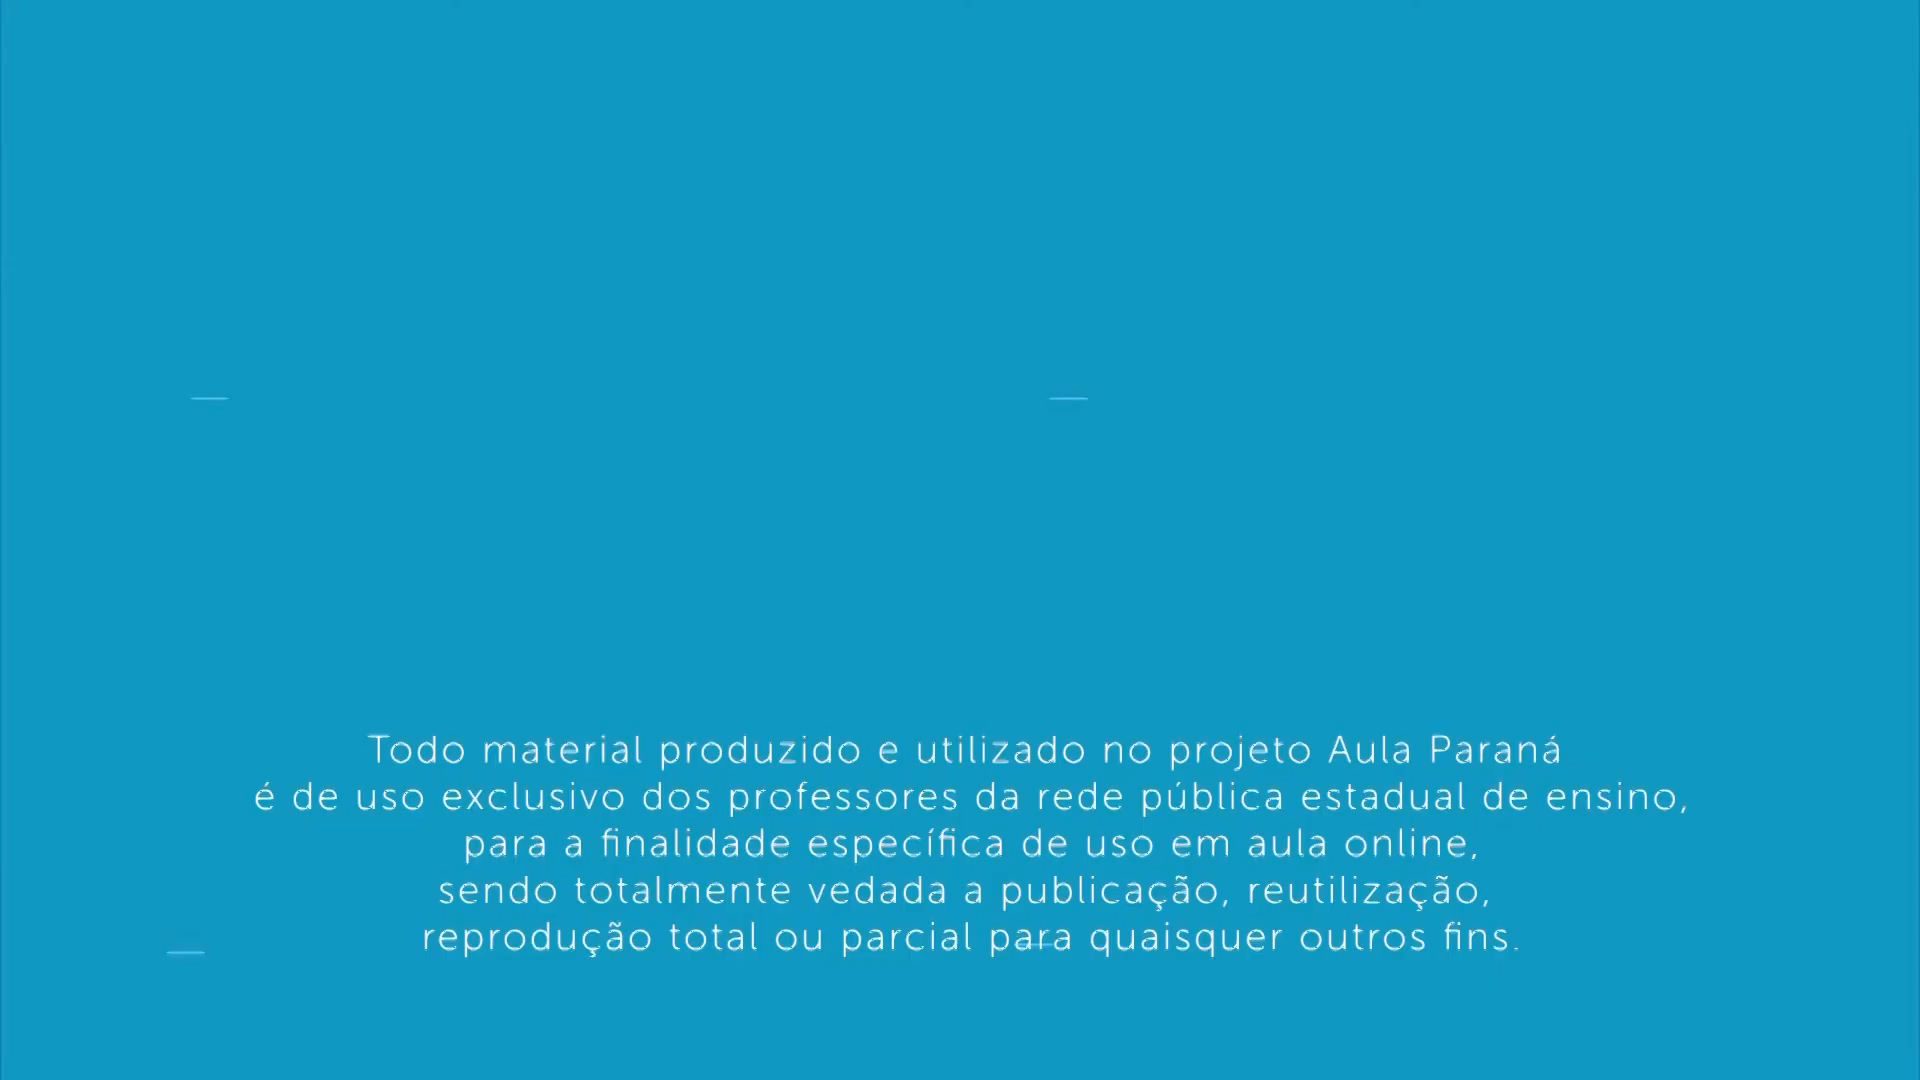 Todo material produzido e utilizado no projeto Aula Paraná
é de uso exclusivo dos professores da rede pública estadual de ensino,
para a finalidade específica de uso em aula online,
sendo totalmente vedada a publicação, reutilização,
reprodução total ou parcial para quaisquer outros fins.